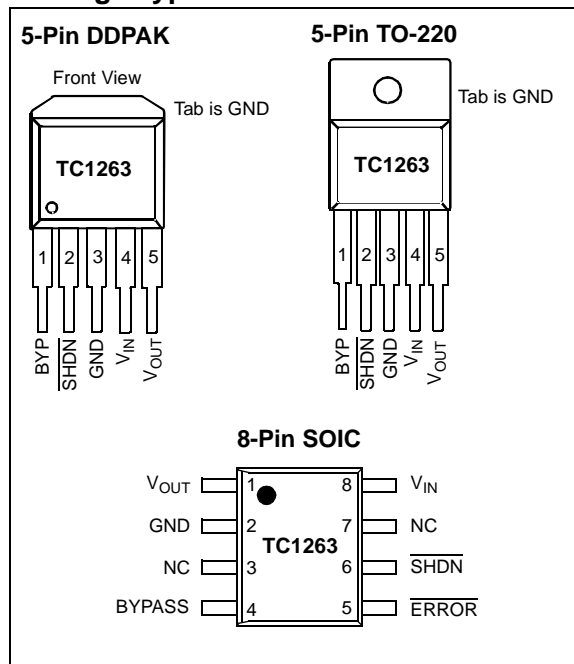 5-Pin DDPAK
Front View
Tab is GND
TC1263
1 2 3 4 5
BYP
SHDN
GND
VIN
VOUT
5-Pin TO-220
Tab is GND
TC1263
1 2 3 4 5
BYP
SHDN
GND
VIN
VOUT
8-Pin SOIC
VOUT 1 8 VIN
GND 2 7 NC
TC1263
NC 3 6 SHDN
BYPASS 4 5 ERROR